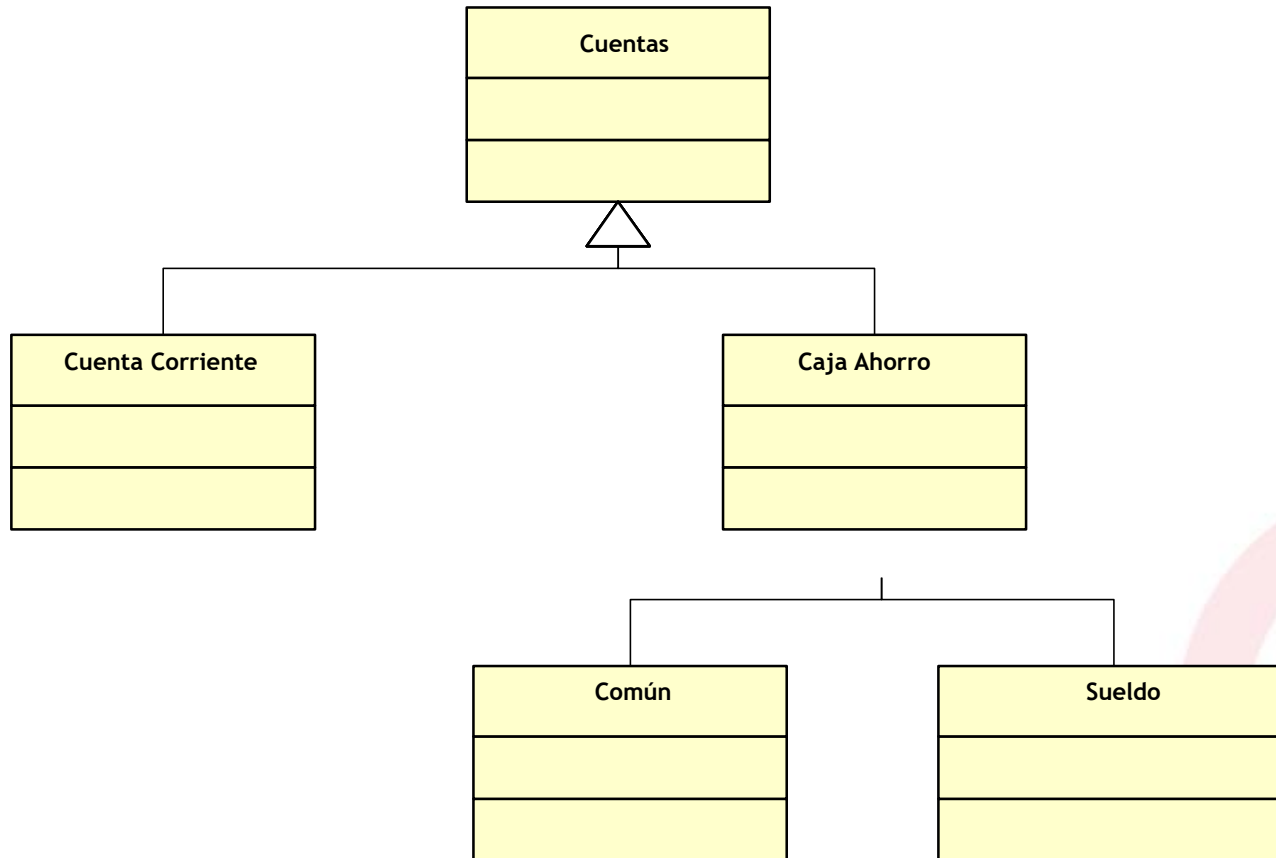 Cuentas
Cuenta Corriente
Caja Ahorro
Común
Sueldo